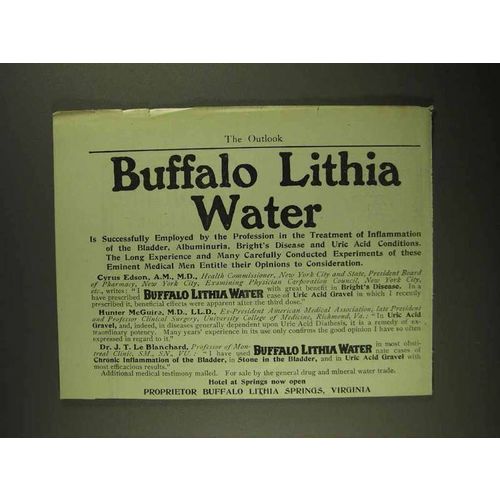 The Outlook
Buffalo Lithia
Water
Is Successfully Employed by the Profession in the Treatment of Inflammation
of the Bladder, Albuminuria, Bright's Disease and Uric Acid Conditions.
The Long Experience and Many Carefully Conducted Experiments of these
Eminent Medical Men Entitle their Opinions to Consideration.
Cyrus Edson, A.M., M.D., Health Commissioner, New York City and State, President Board
of Pharmacy, New York City, Examining Physician Corporation Council, New York City,
etc., writes: "I have prescribed BUFFALO LITHIA WATER with great benefit in Bright's Disease. In a
case of Uric Acid Gravel in which I recently
prescribed it, beneficial effects were apparent after the third dose."
Hunter McGuire, M.D., LL.D., Ex-President American Medical Association, late President
and Professor Clinical Surgery, University College of Medicine, Richmond, Va.: "In Uric Acid
Gravel, and, indeed, in diseases generally dependent upon Uric Acid Diathesis, it is a remedy of ex-
traordinary potency. Many years' experience in its use only confirms the good opinion I have so often
expressed in regard to it."
Dr. J. T. Le Blanchard, Professor of Montreal Clinic, SM., SN., VU.: "I have used BUFFALO LITHIA WATER in most obsti-
nate cases of
Chronic Inflammation of the Bladder, in Stone in the Bladder, and in Uric Acid Gravel with
most efficacious results."
Additional medical testimony mailed. For sale by the general drug and mineral water trade.
Hotel at Springs now open
PROPRIETOR BUFFALO LITHIA SPRINGS, VIRGINIA